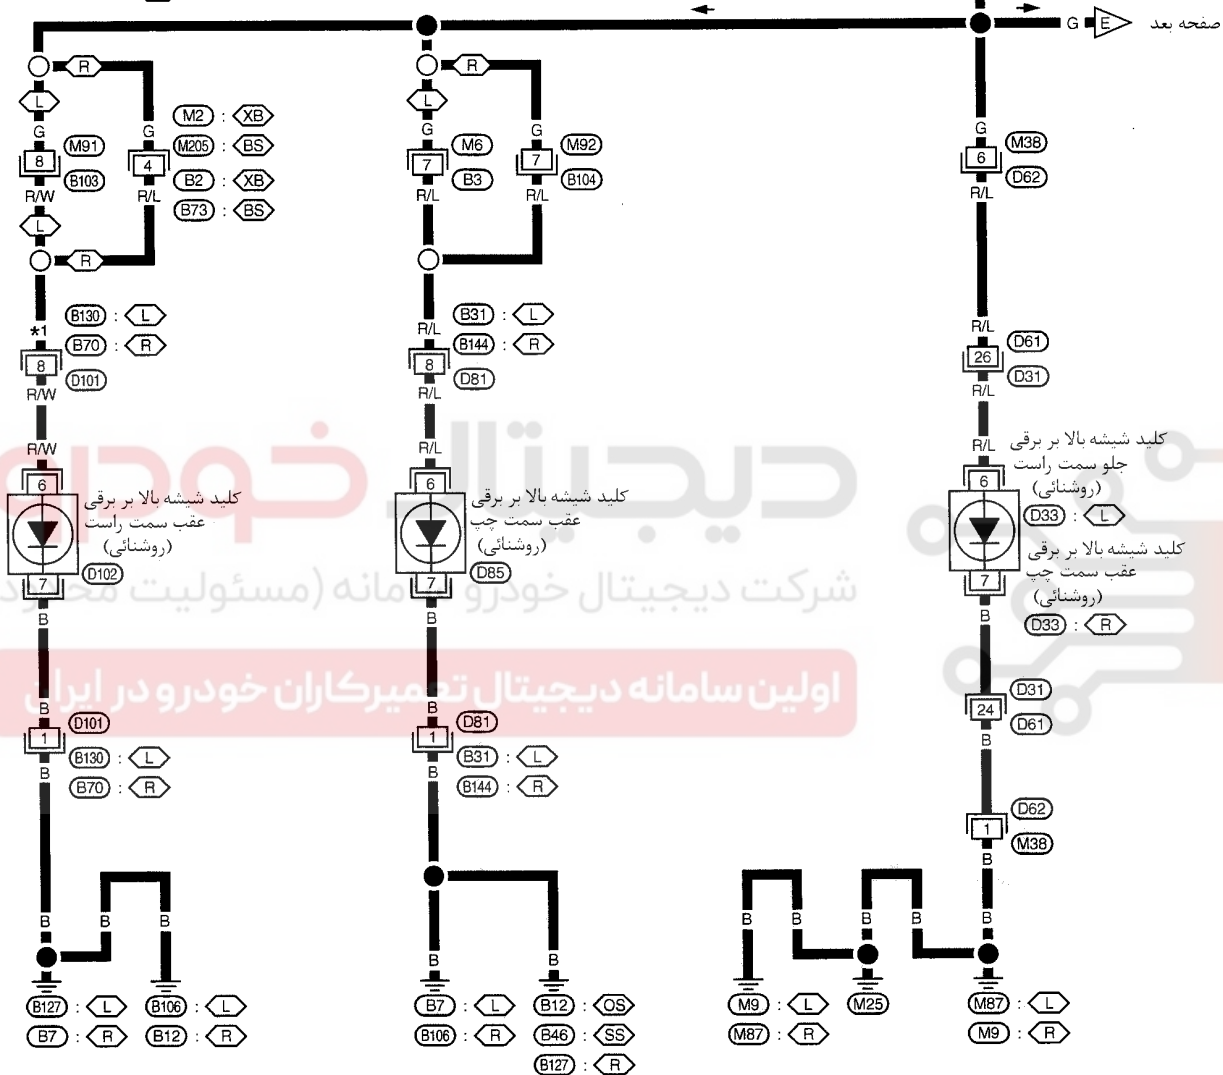 G E صفحه بعد
R R
L L
G G G G G
M2 : XB
M91 M205 : BS M6 M92 M38
8 4 7 7 6
B103 B2 : XB B3 B104 D62
R/W R/L R/L R/L R/L
B73 : BS
L
R
B130 : L B31 : L
*1 R/L R/L
B70 : R B144 : R D61
8 8 26
D101 D81 D31
R/W R/L R/L
R/W R/L R/L
کلید شیشه بالا بر برقی
جلو سمت راست
(روشنائی)
D33 : L
کلید شیشه بالا بر برقی
عقب سمت چپ
(روشنائی)
D33 : R
6 6 6
کلید شیشه بالا بر برقی
عقب سمت راست
(روشنائی)
D102
کلید شیشه بالا بر برقی
عقب سمت چپ
(روشنائی)
D85
7 7 7
B B B
دیجیتال خودرو
شرکت دیجیتال خودرو سامانه (مسئولیت محدود
اولین سامانه دیجیتال تعمیرکاران خودرو در ایران
B B
D31
24
D61
B
D101 D81
1 1
B130 : L B31 : L
B B
B70 : R B144 : R
D62
1
M38
B
B B B B B B B B B B
B127 : L B106 : L B7 : L B12 : OS M9 : L M25 M87 : L
B7 : R B12 : R B106 : R B46 : SS M87 : R M9 : R
B127 : R